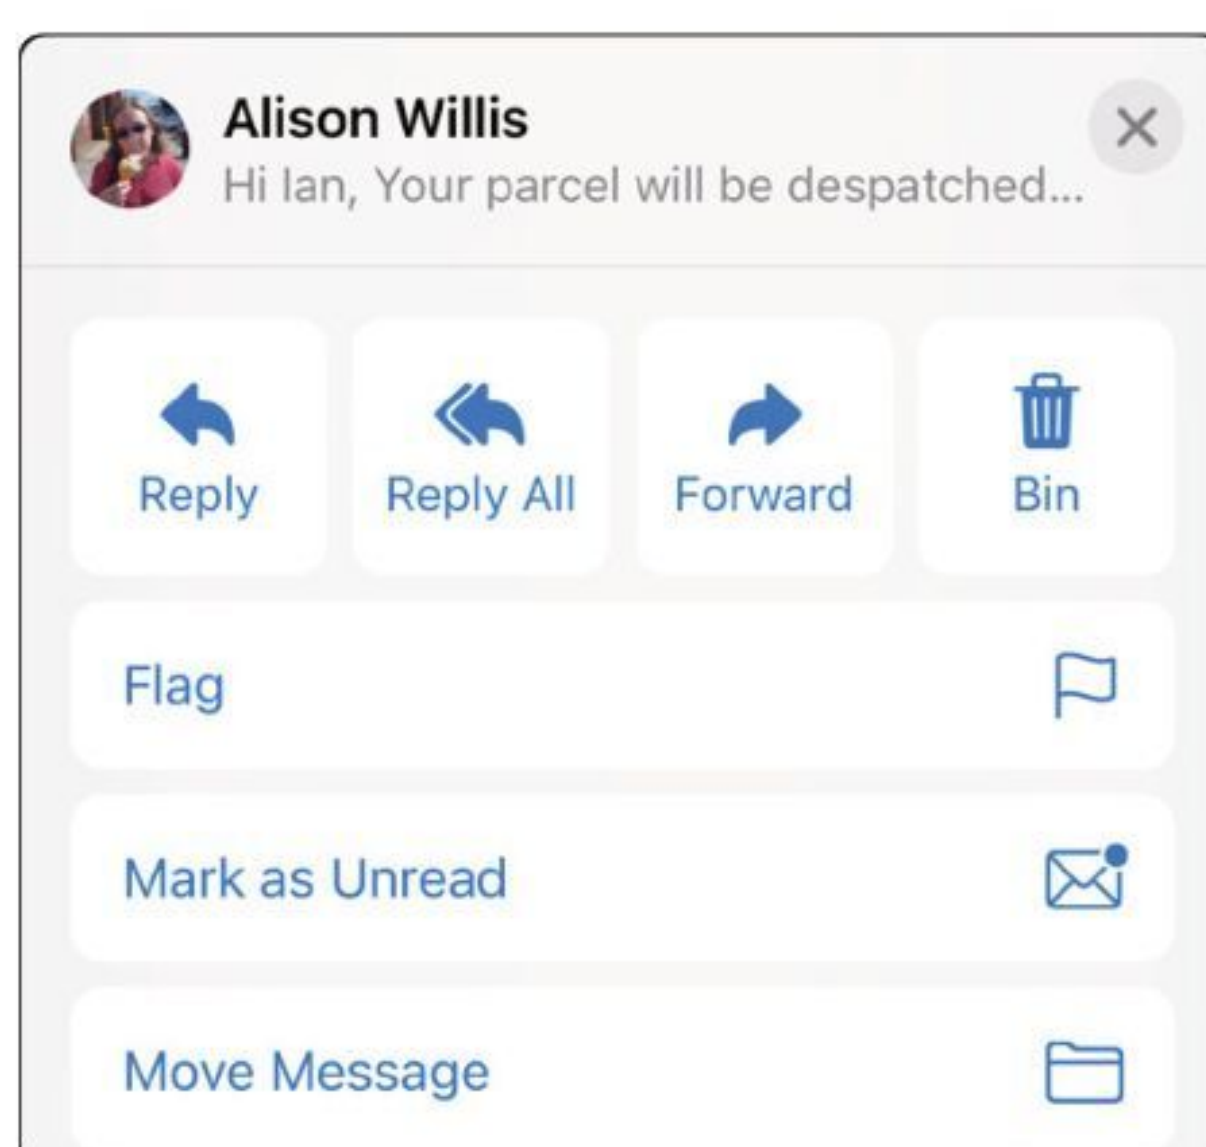 Alison Willis
Hi Ian, Your parcel will be despatched...
Reply
Reply All
Forward
Bin
Flag
Mark as Unread
Move Message